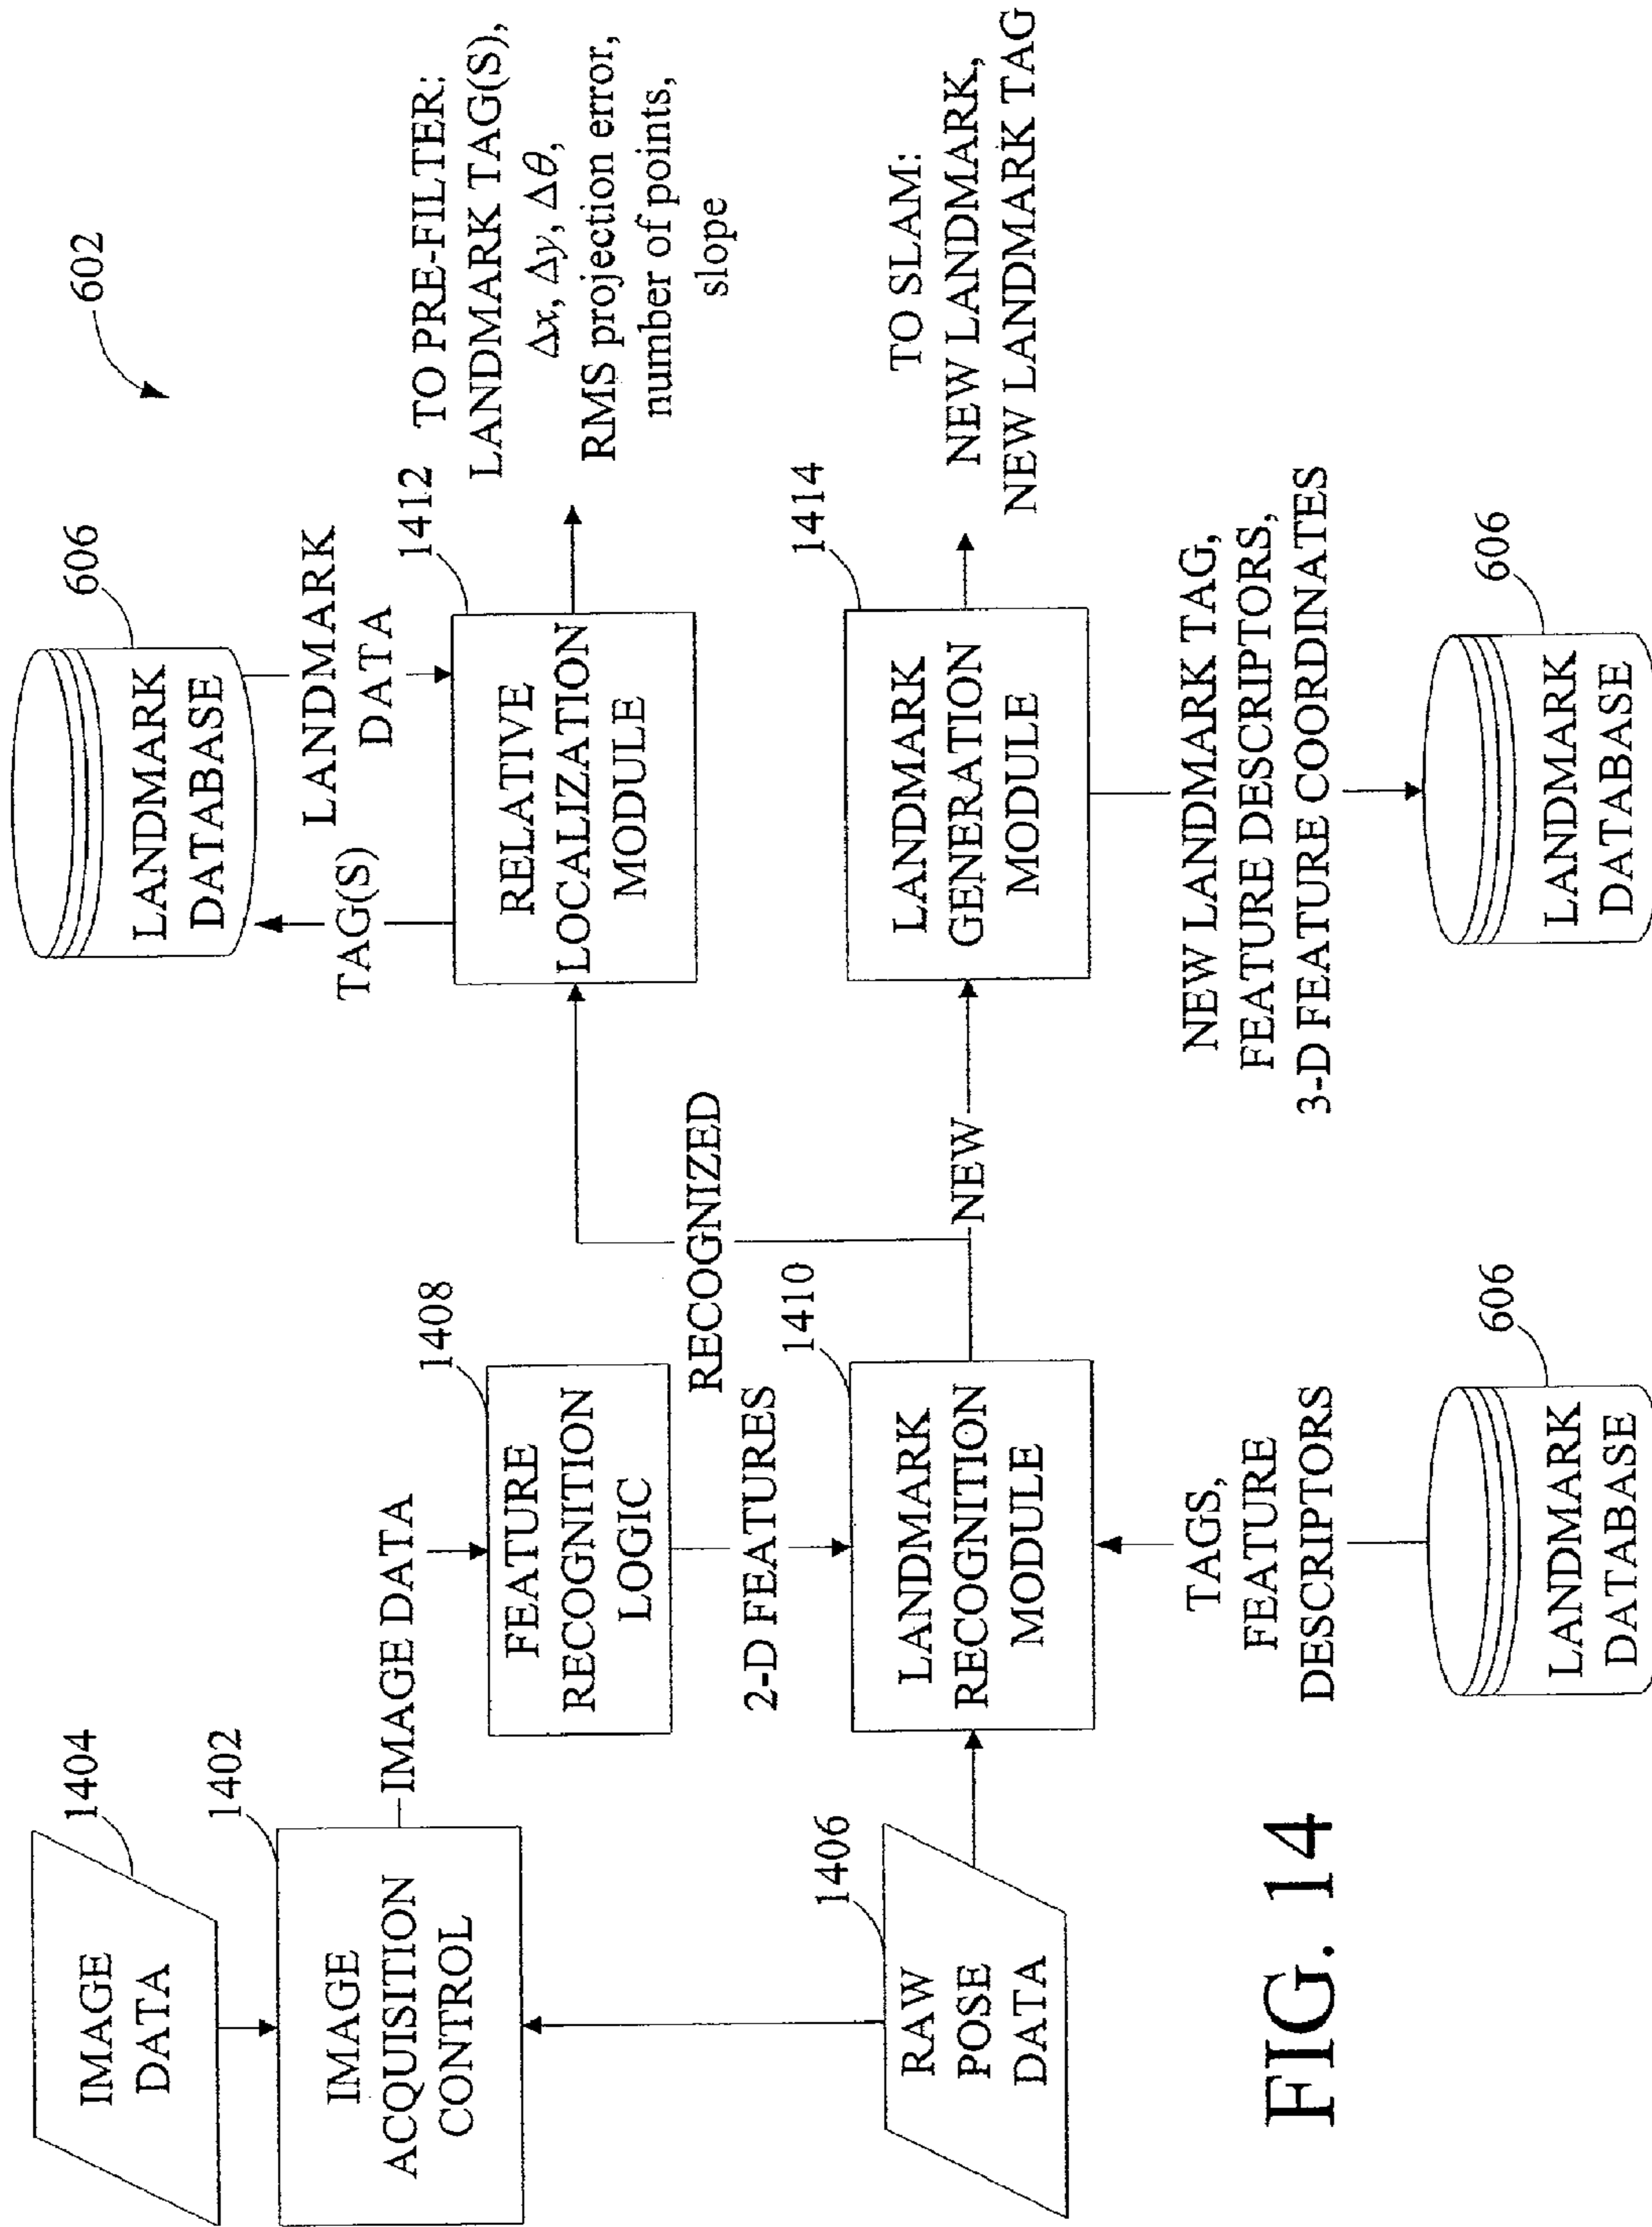 602
1404
IMAGE
DATA
1402
IMAGE
ACQUISITION
CONTROL
IMAGE DATA
1406
RAW
POSE
DATA
1408
FEATURE
RECOGNITION
LOGIC
2-D FEATURES
1410
LANDMARK
RECOGNITION
MODULE
TAGS,
FEATURE
DESCRIPTORS
606
LANDMARK
DATABASE
RECOGNIZED
NEW
606
LANDMARK
DATABASE
TAG(S)
LANDMARK
DATA
1412
RELATIVE
LOCALIZATION
MODULE
TO PRE-FILTER:
LANDMARK TAG(S),
Δx, Δy, Δθ,
RMS projection error,
number of points,
slope
1414
LANDMARK
GENERATION
MODULE
TO SLAM:
NEW LANDMARK,
NEW LANDMARK TAG
NEW LANDMARK TAG,
FEATURE DESCRIPTORS,
3-D FEATURE COORDINATES
606
LANDMARK
DATABASE
FIG. 14